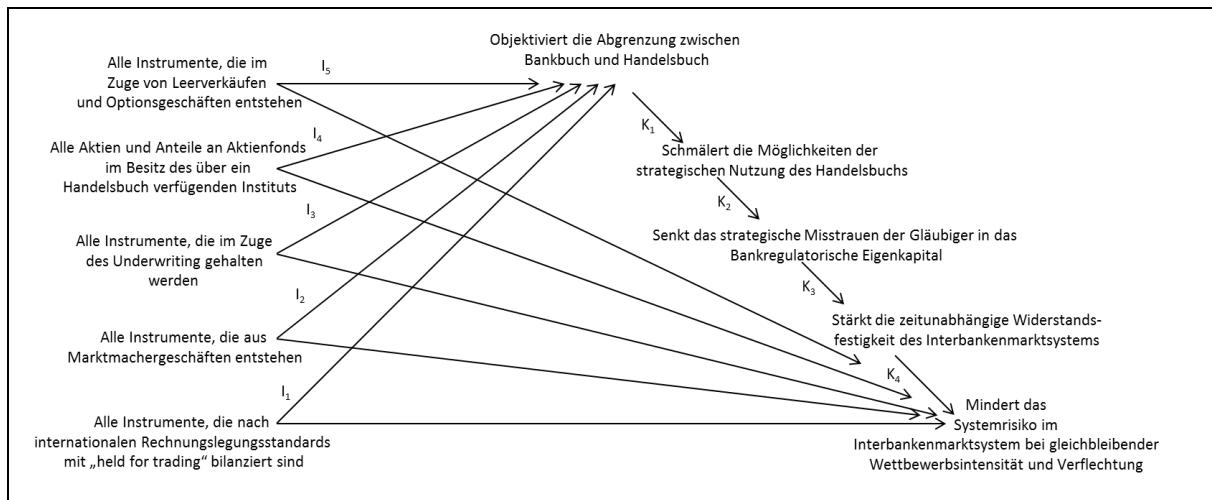 Objektiviert die Abgrenzung zwischen
Bankbuch und Handelsbuch
Alle Instrumente, die im
Zuge von Leerverkäufen
und Optionsgeschäften entstehen
I5
K1
I4
Alle Aktien und Anteile an Aktienfonds
im Besitz des über ein
Handelsbuch verfügenden Instituts
Schmälert die Möglichkeiten der
strategischen Nutzung des Handelsbuchs
K2
I3
Alle Instrumente, die im Zuge
des Underwriting gehalten
werden
Senkt das strategische Misstrauen der Gläubiger in das
Bankregulatorische Eigenkapital
K3
I2
Alle Instrumente, die aus
Marktmachergeschäften entstehen
Stärkt die zeitunabhängige Widerstands-
festigkeit des Interbankenmarktsystems
K4
I1
Alle Instrumente, die nach
internationalen Rechnungslegungsstandards
mit „held for trading“ bilanziert sind
Mindert das
Systemrisiko im
Interbankenmarktsystem bei gleichbleibender
Wettbewerbsintensität und Verflechtung